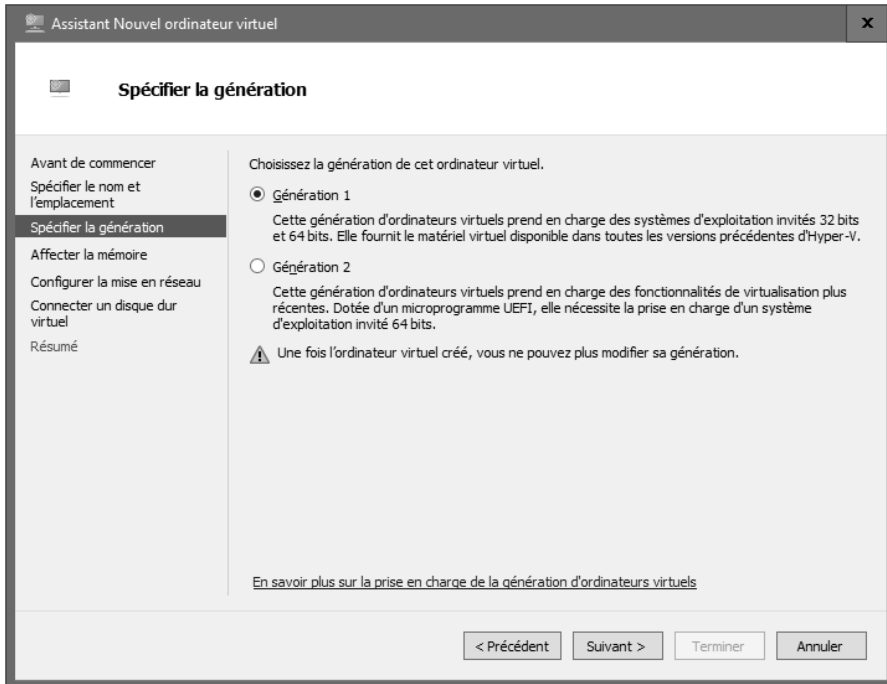 Assistant Nouvel ordinateur virtuel
x
Spécifier la génération
Avant de commencer
Spécifier le nom et
l'emplacement
Spécifier la génération
Affecter la mémoire
Configurer la mise en réseau
Connecter un disque dur
virtuel
Résumé
Choisissez la génération de cet ordinateur virtuel.
Génération 1
Cette génération d'ordinateurs virtuels prend en charge des systèmes d'exploitation invités 32 bits
et 64 bits. Elle fournit le matériel virtuel disponible dans toutes les versions précédentes d'Hyper-V.
Génération 2
Cette génération d'ordinateurs virtuels prend en charge des fonctionnalités de virtualisation plus
récentes. Dotée d'un microprogramme UEFI, elle nécessite la prise en charge d'un système
d'exploitation invité 64 bits.
Une fois l'ordinateur virtuel créé, vous ne pouvez plus modifier sa génération.
En savoir plus sur la prise en charge de la génération d'ordinateurs virtuels
< Précédent
Suivant >
Terminer
Annuler